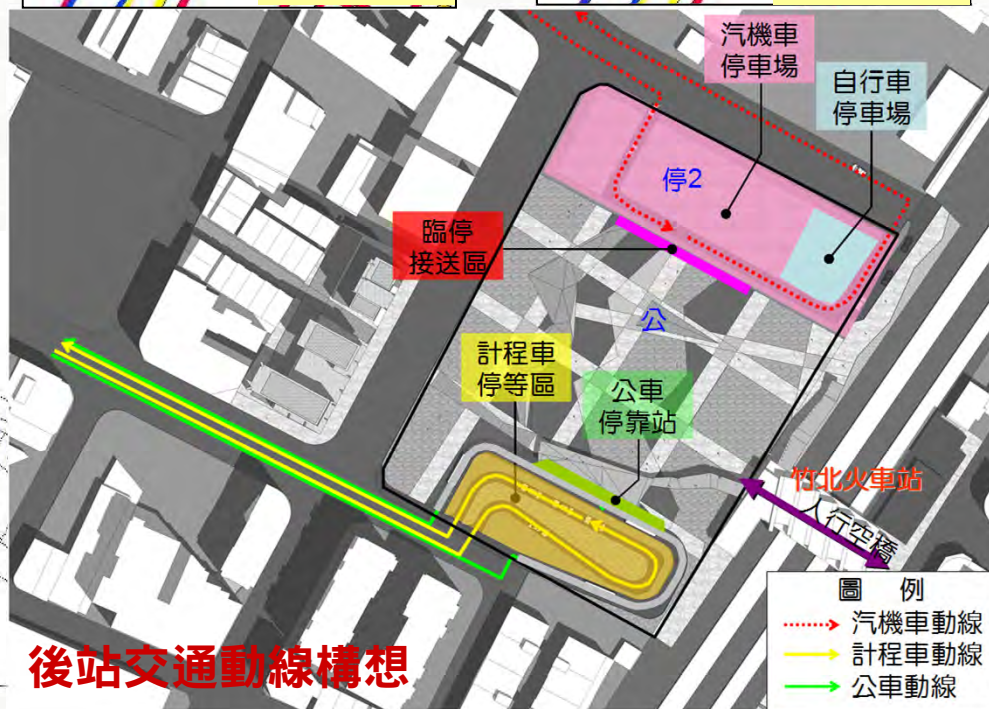 汽機車
停車場
自行車
停車場
停2
臨停
接送區
公
計程車
停等區
公車
停靠站
竹北火車站
人行空橋
圖 例
汽機車動線
計程車動線
公車動線
後站交通動線構想